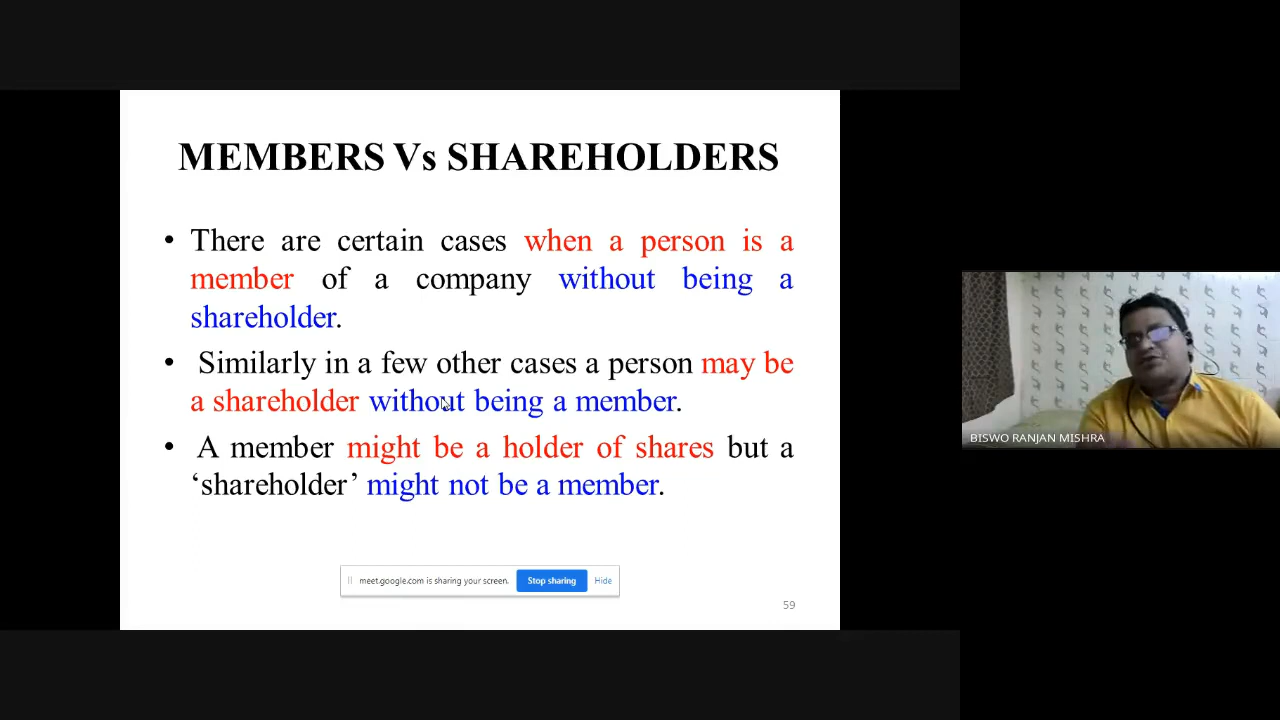 MEMBERS Vs SHAREHOLDERS
• There are certain cases when a person is a
member of a company without being a
shareholder.
• Similarly in a few other cases a person may be
a shareholder without being a member.
• A member might be a holder of shares but a
‘shareholder’ might not be a member.
meet.google.com is sharing your screen. Stop sharing Hide
59
BISWO RANJAN MISHRA